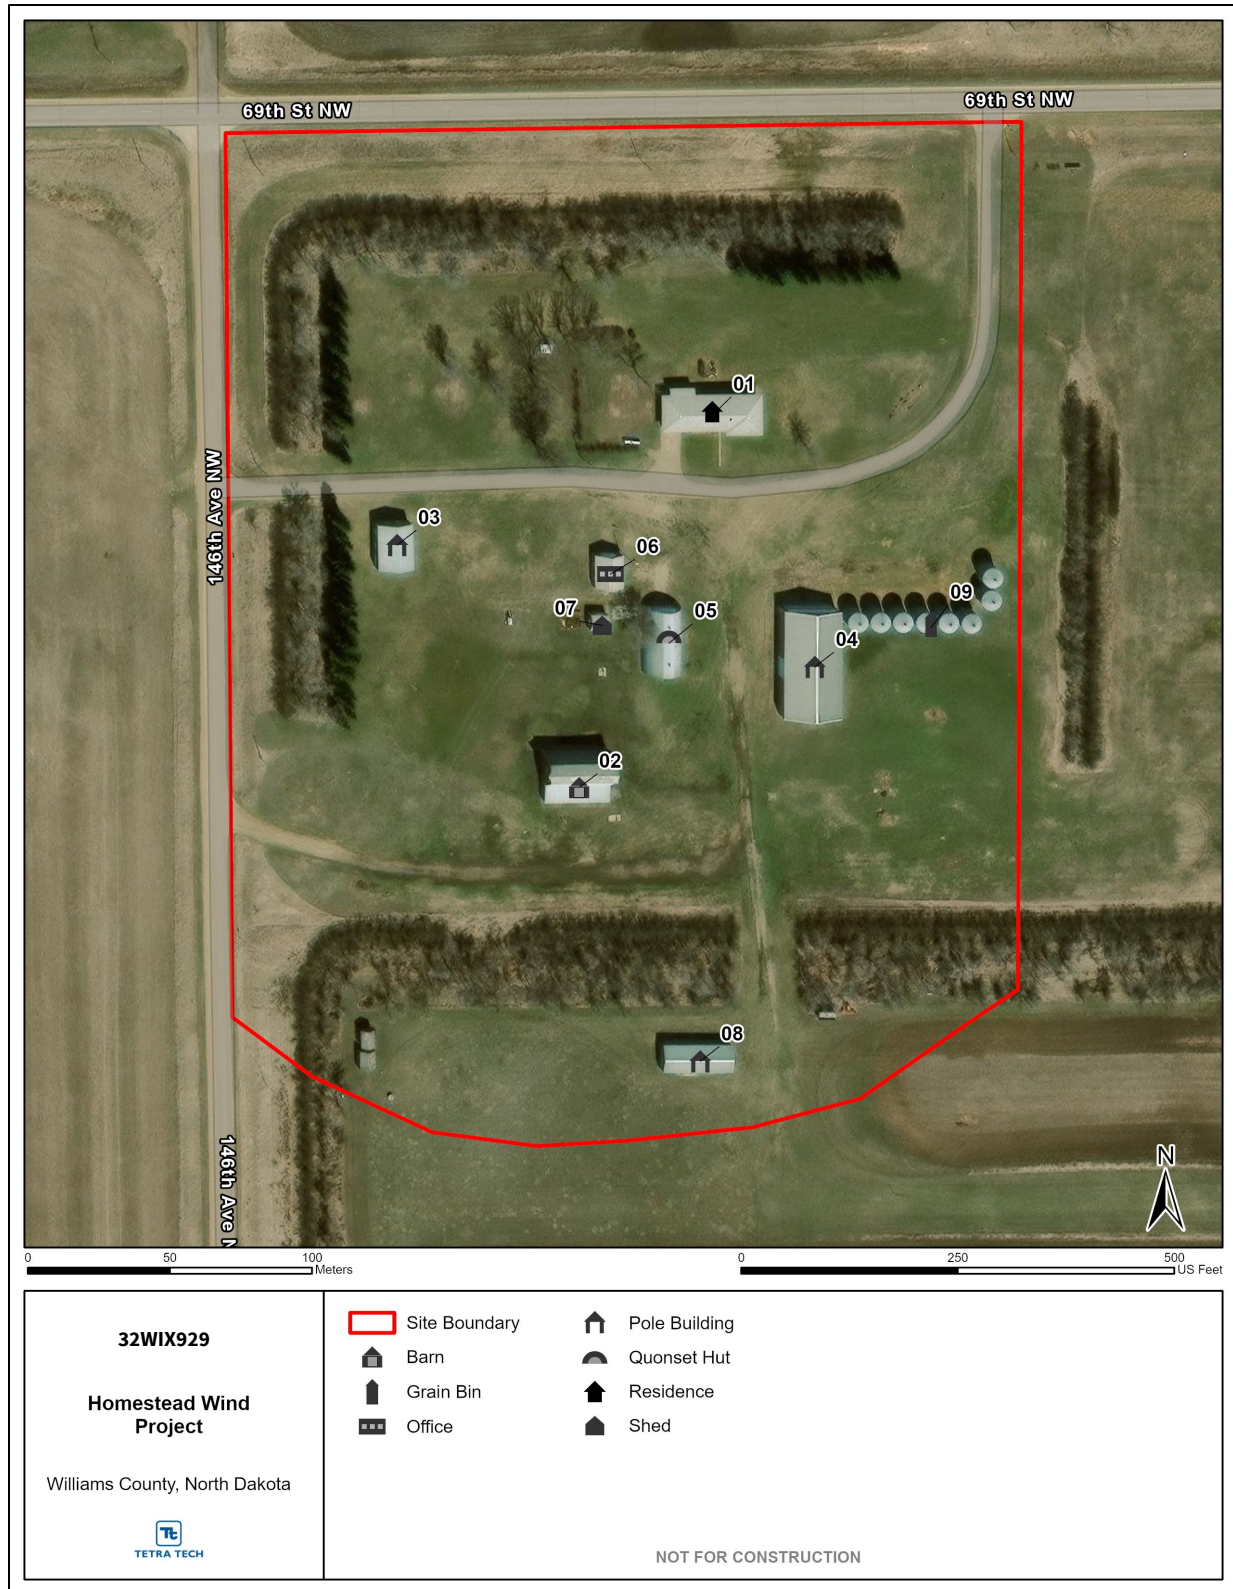 69th St NW
69th St NW
01
146th Ave NW
03
06
09
07
05
04
02
08
146th Ave N
N
0
50
100
Meters
0
250
500
US Feet
32WIX929
Homestead Wind
Project
Williams County, North Dakota
Tt
TETRA TECH
Site Boundary
Barn
Grain Bin
Office
Pole Building
Quonset Hut
Residence
Shed
NOT FOR CONSTRUCTION